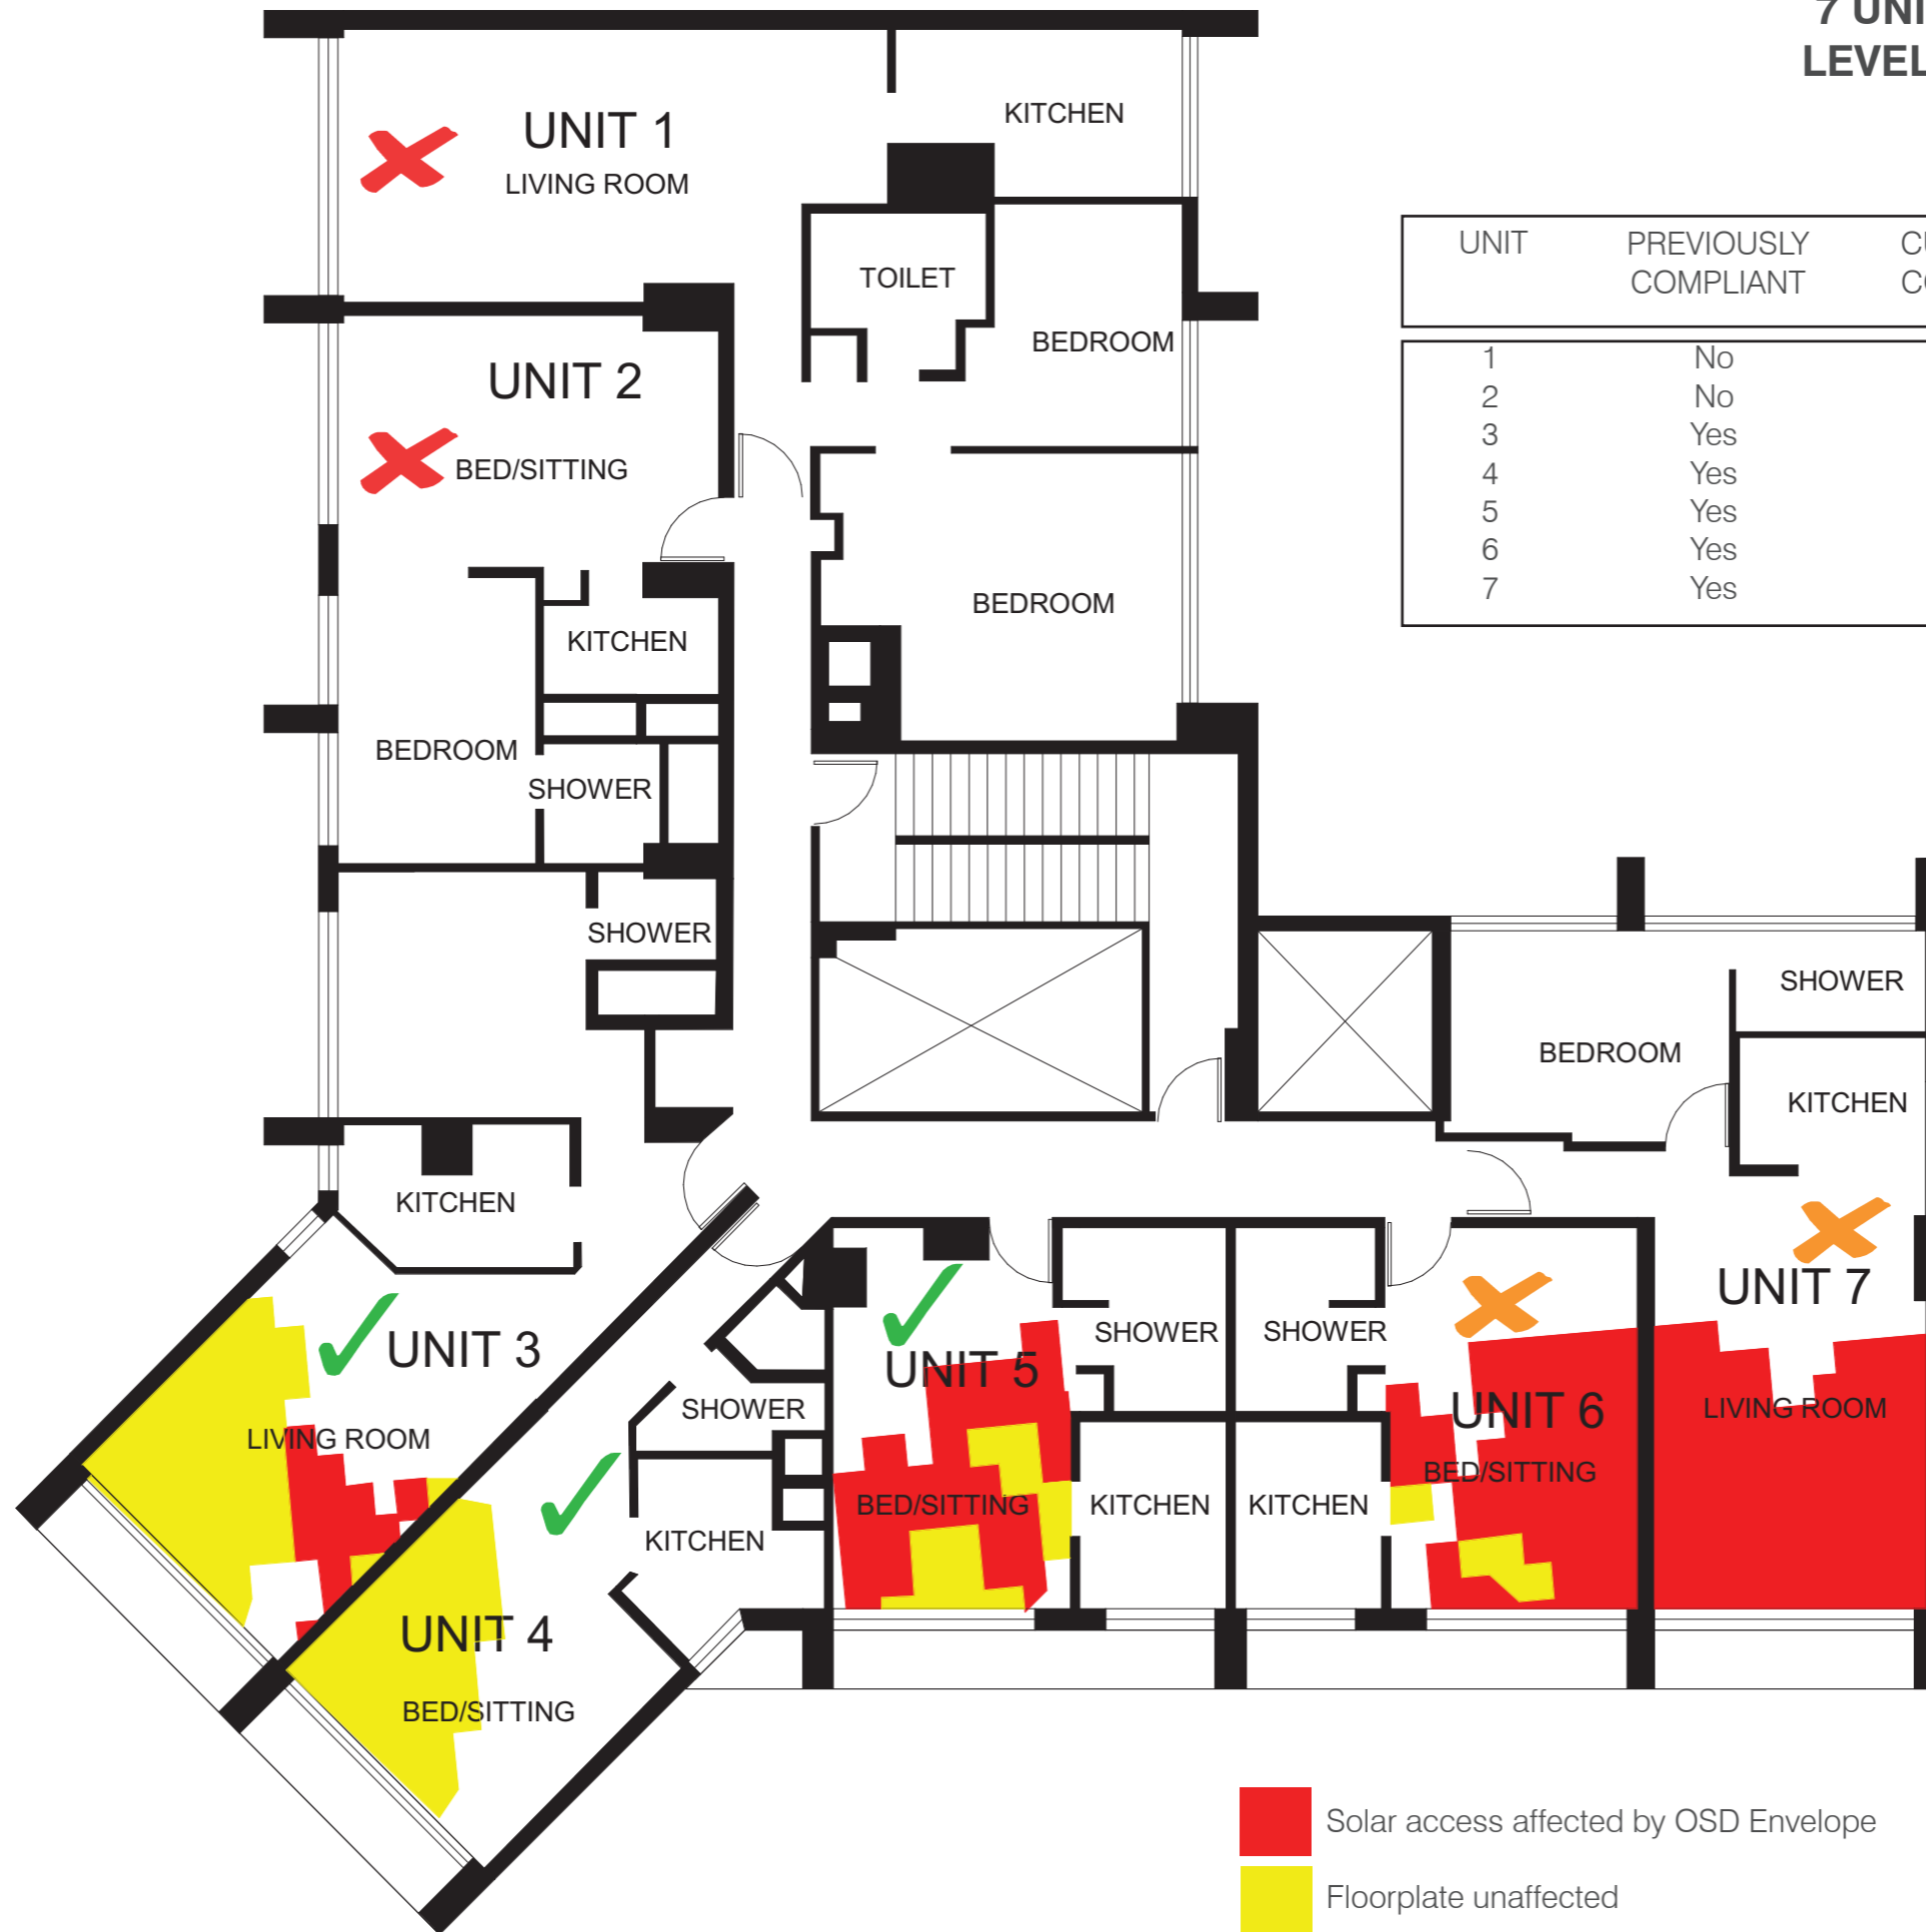 7 UNI
LEVEL
UNIT 1
LIVING ROOM
KITCHEN
TOILET
BEDROOM
UNIT PREVIOUSLY COMPLIANT
1 No
2 No
3 Yes
4 Yes
5 Yes
6 Yes
7 Yes
UNIT 2
BED/SITTING
BEDROOM
KITCHEN
BEDROOM
SHOWER
SHOWER
SHOWER
BEDROOM
KITCHEN
KITCHEN
UNIT 3
LIVING ROOM
SHOWER
KITCHEN
UNIT 4
BED/SITTING
UNIT 5
BED/SITTING
SHOWER
KITCHEN
SHOWER
KITCHEN
UNIT 6
BED/SITTING
UNIT 7
LIVING ROOM
Solar access affected by OSD Envelope
Floorplate unaffected